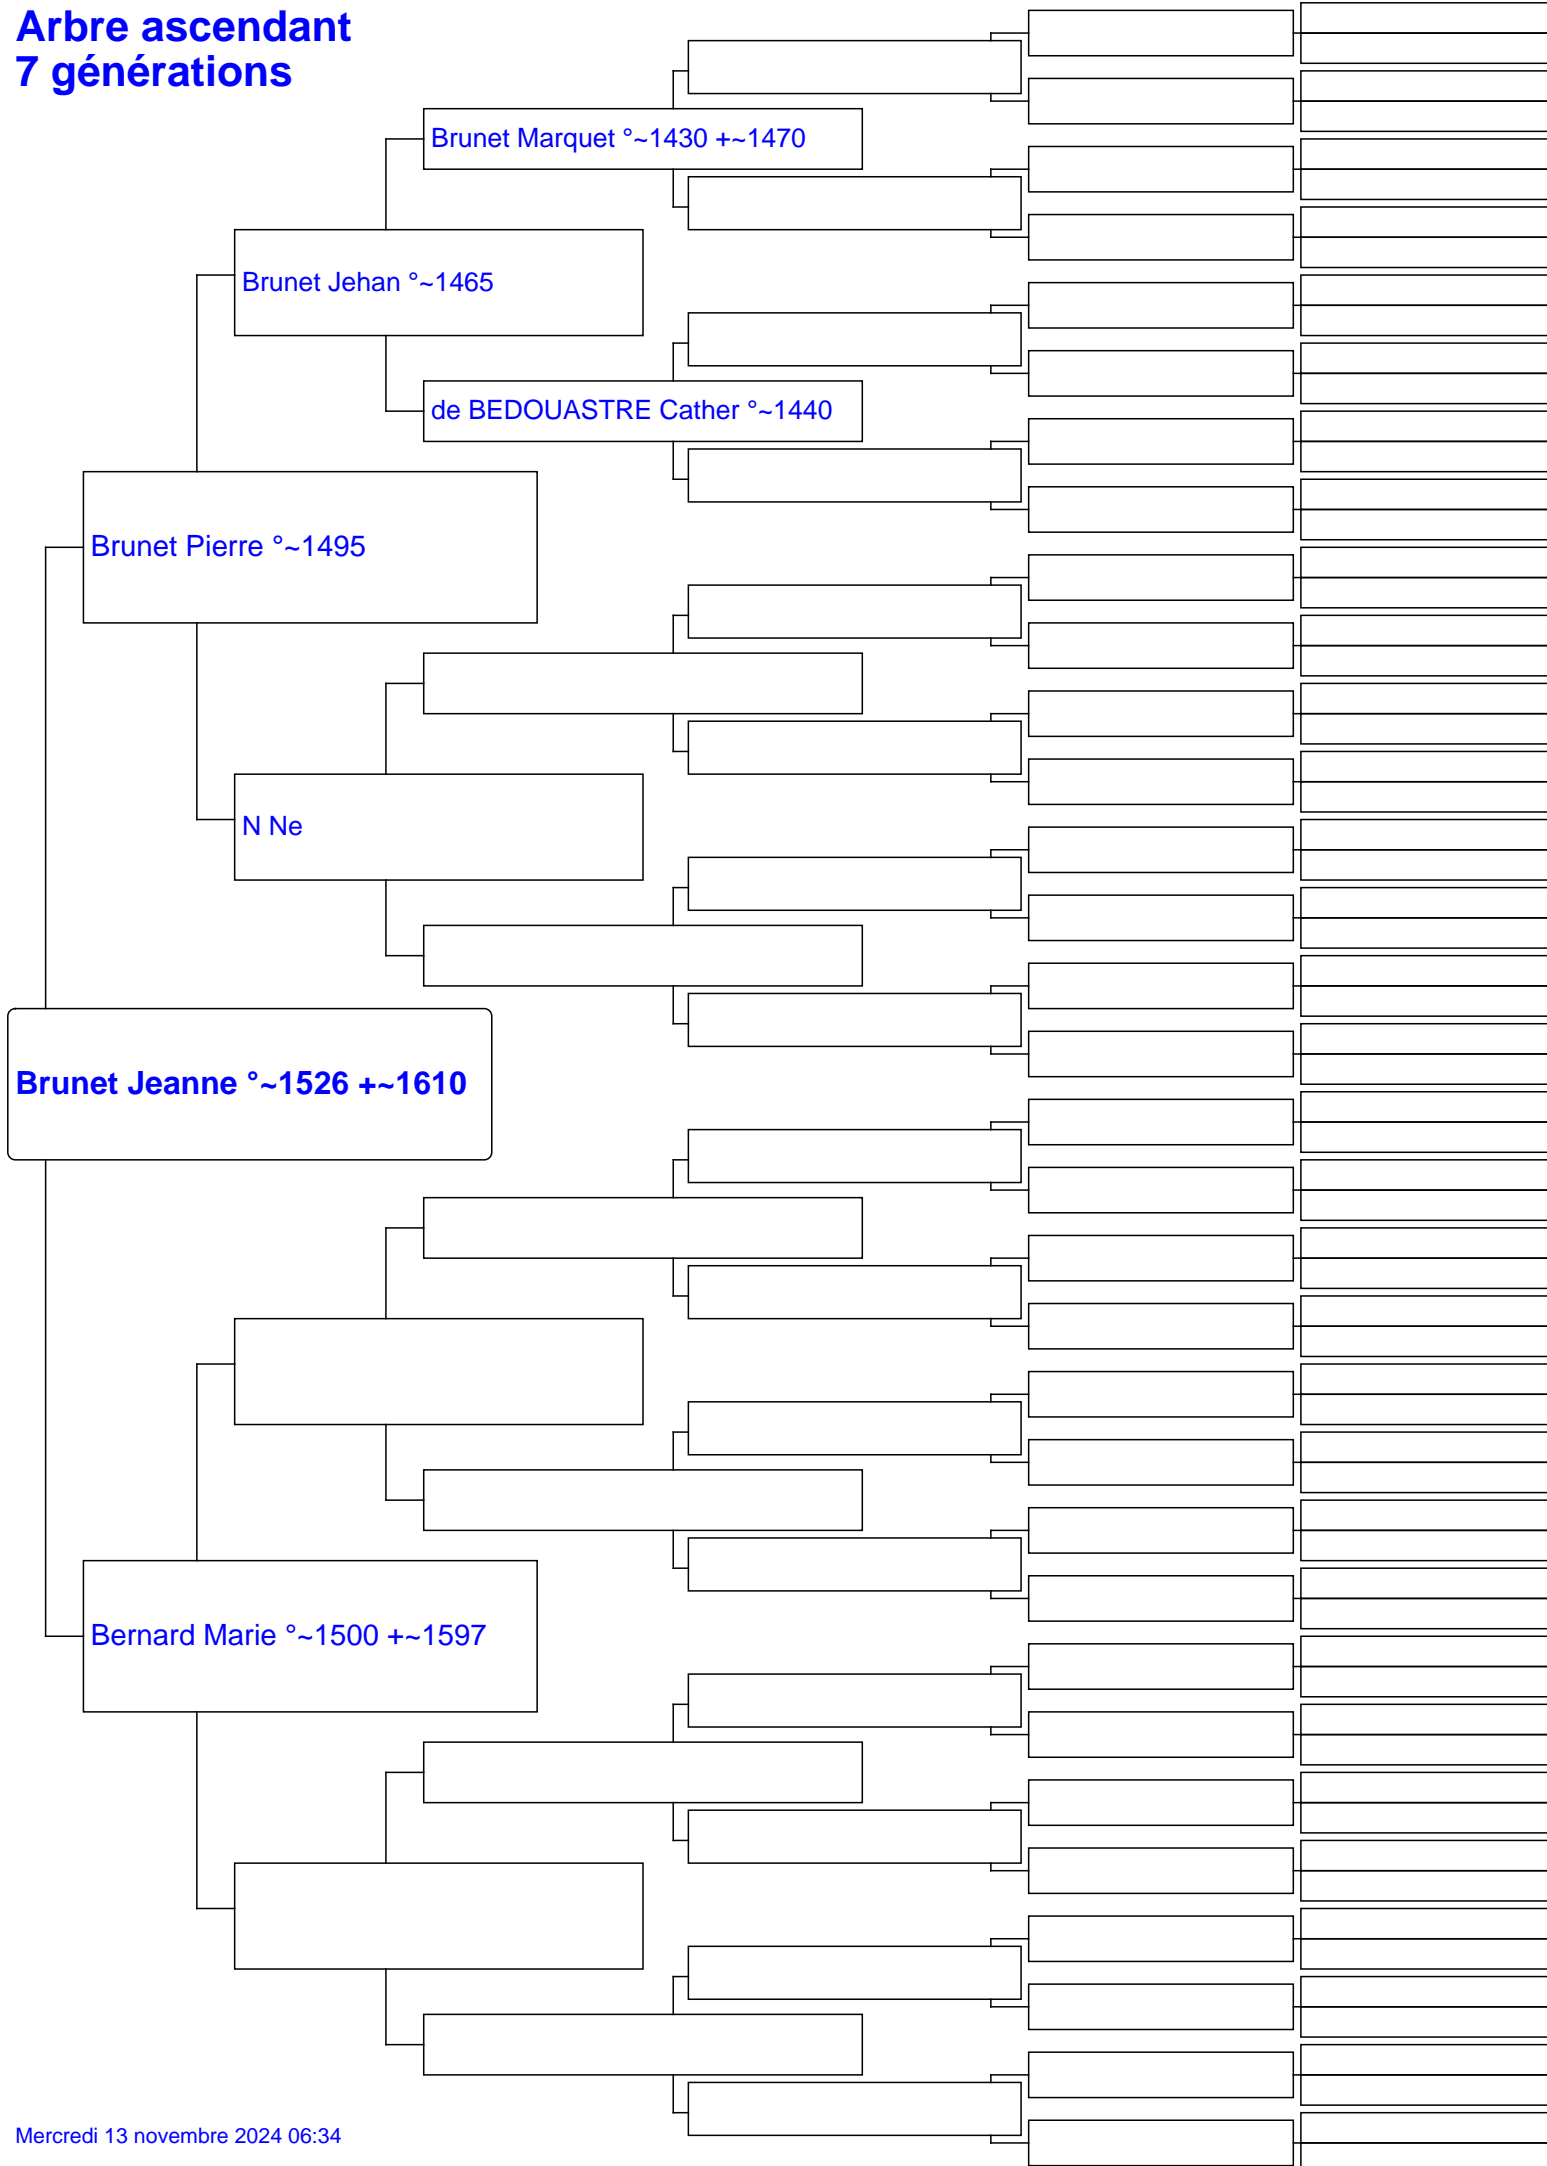 Arbre ascendant
7 générations
Brunet Marquet °~1430 +~1470
Brunet Jehan °~1465
de BEDOUASTRE Cather °~1440
Brunet Pierre °~1495
N Ne
Brunet Jeanne °~1526 +~1610
Bernard Marie °~1500 +~1597
Mercredi 13 novembre 2024 06:34